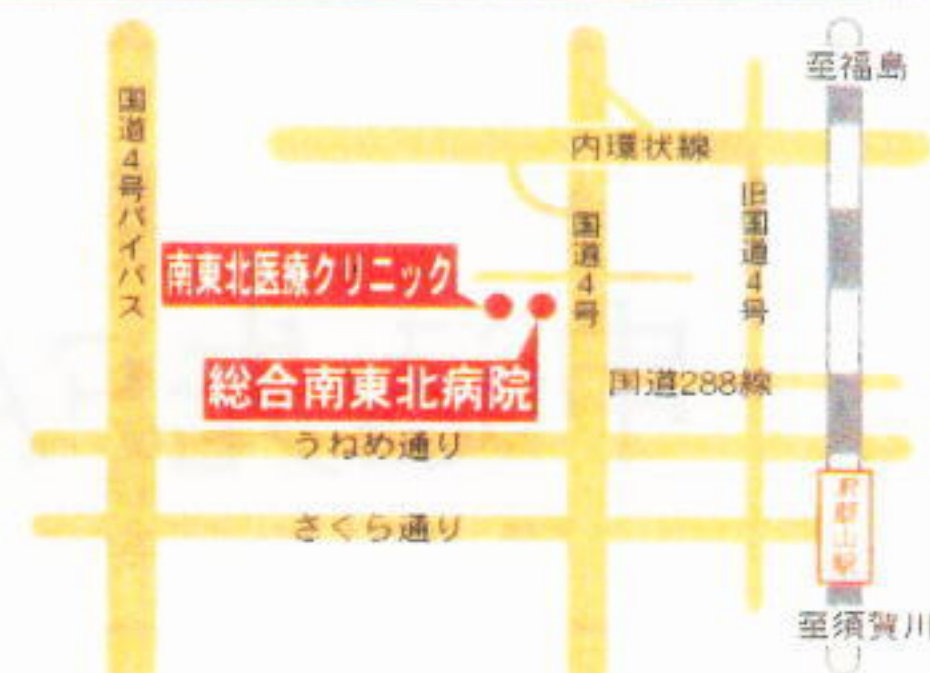 至福島
国道4号バイパス
内環状線
国道4号
旧国道4号
南東北医療クリニック
総合南東北病院
国道288線
うねめ通り
さくら通り
JR郡山駅
至須賀川